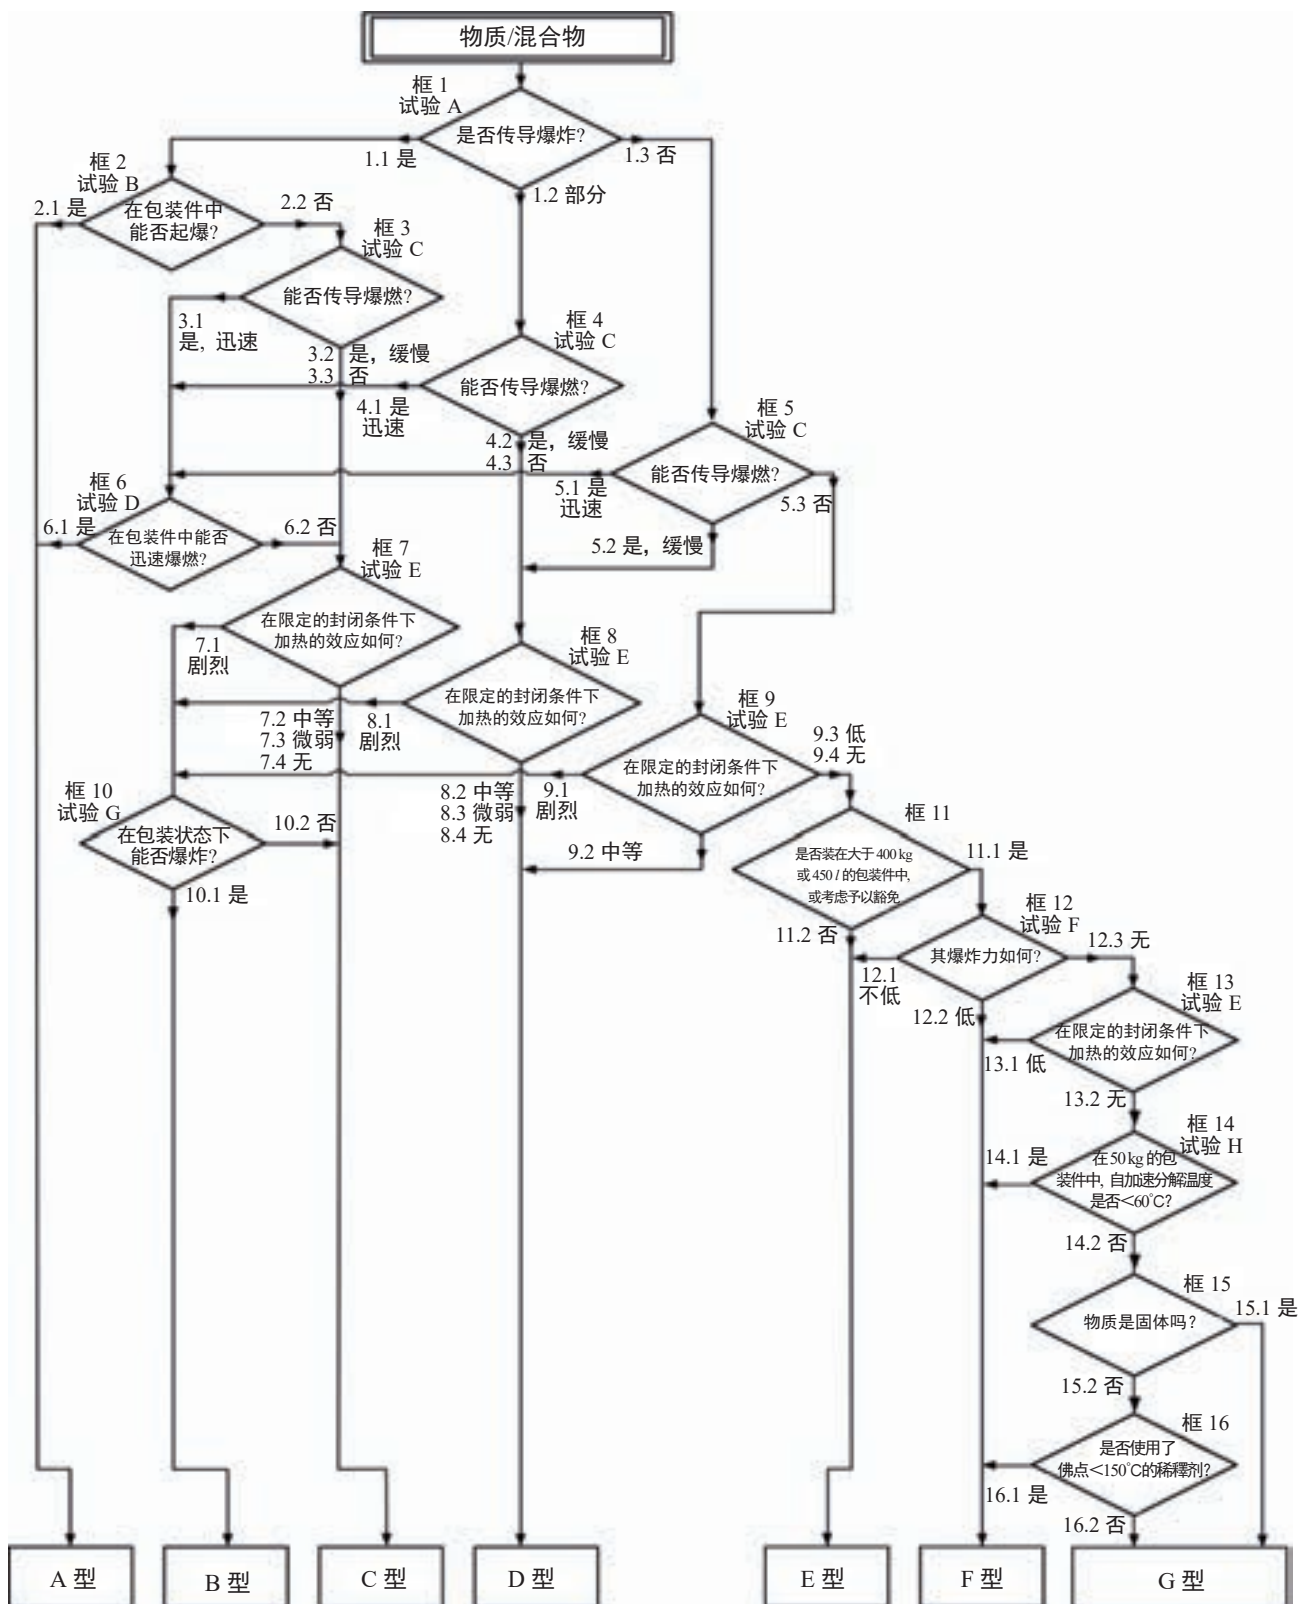 物质/混合物
框 1
试验 A
是否传导爆炸?
1.1 是
1.3 否
1.2 部分
框 2
试验 B
在包装件中
能否起爆?
2.1 是
2.2 否
框 3
试验 C
能否传导爆燃?
3.1
是, 迅速
3.2 是，缓慢
3.3 否
框 4
试验 C
能否传导爆燃?
4.1 是
迅速
4.2 是，缓慢
4.3 否
框 5
试验 C
能否传导爆燃?
5.1 是
迅速
5.3 否
5.2 是，缓慢
框 6
试验 D
在包装件中能否
迅速爆燃?
6.1 是
6.2 否
框 7
试验 E
在限定的封闭条件下
加热的效应如何?
7.1
剧烈
7.2 中等
7.3 微弱
7.4 无
框 8
试验 E
在限定的封闭条件下
加热的效应如何?
8.1
剧烈
8.2 中等
8.3 微弱
8.4 无
框 9
试验 E
在限定的封闭条件下
加热的效应如何?
9.3 低
9.4 无
9.1
剧烈
9.2 中等
框 10
试验 G
在包装状态下
能否爆炸?
10.2 否
10.1 是
框 11
是否装在大于 400 kg
或 450 l 的包装件中,
或考虑予以豁免
11.1 是
11.2 否
框 12
试验 F
其爆炸力如何?
12.3 无
12.1
不低
12.2 低
框 13
试验 E
在限定的封闭条件下
加热的效应如何?
13.1 低
13.2 无
框 14
试验 H
在 50 kg 的包
装件中, 自加速分解温度
是否＜60℃?
14.1 是
14.2 否
框 15
物质是固体吗?
15.1 是
15.2 否
框 16
是否使用了
佛点＜150℃的稀釋剂?
16.1 是
16.2 否
A 型
B 型
C 型
D 型
E 型
F 型
G 型